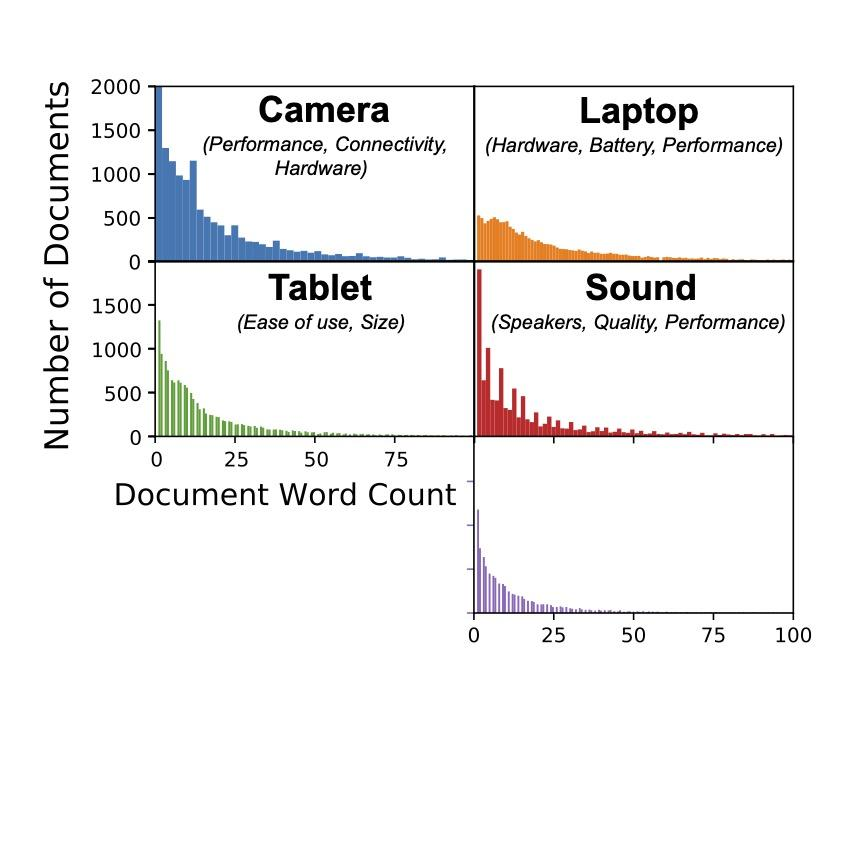 Number of Documents
2000
1500
1000
500
0
Camera
(Performance, Connectivity,
Hardware)
Laptop
(Hardware, Battery, Performance)
1500
1000
500
0
Tablet
(Ease of use, Size)
Sound
(Speakers, Quality, Performance)
0 25 50 75
Document Word Count
0 25 50 75 100